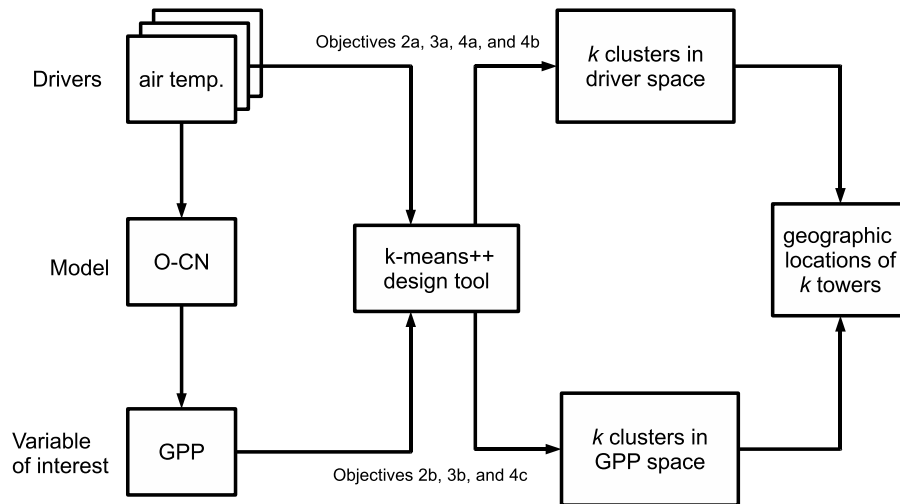 Objectives 2a, 3a, 4a, and 4b
Drivers
air temp.
k clusters in
driver space
Model
O-CN
k-means++
design tool
geographic
locations of
k towers
Variable
of interest
GPP
k clusters in
GPP space
Objectives 2b, 3b, and 4c